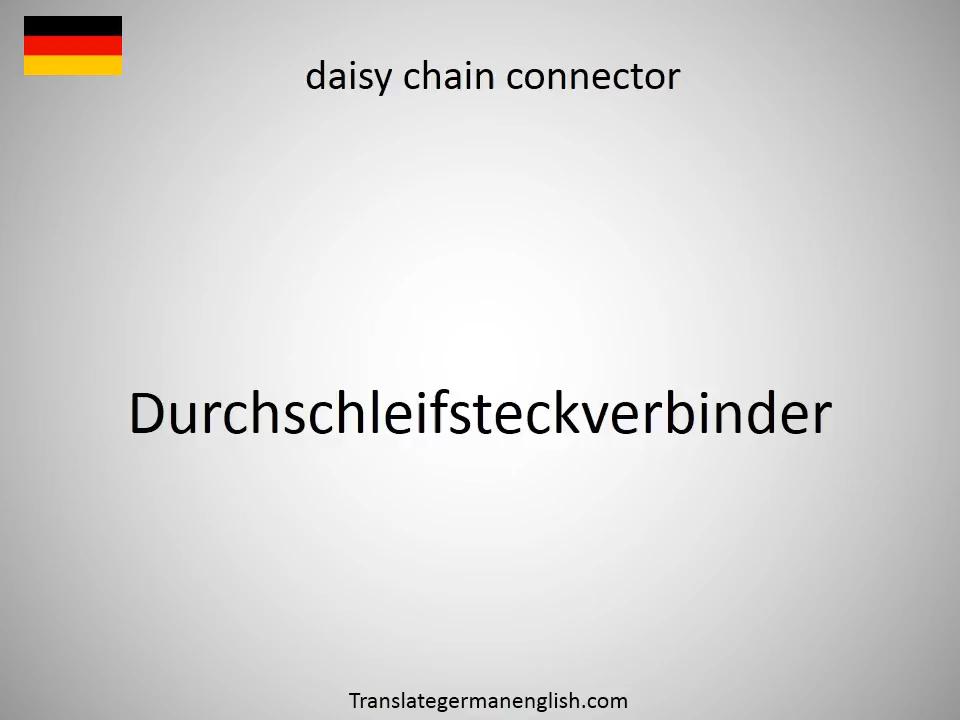 daisy chain connector
Durchschleifsteckverbinder
Translategermanenglish.com